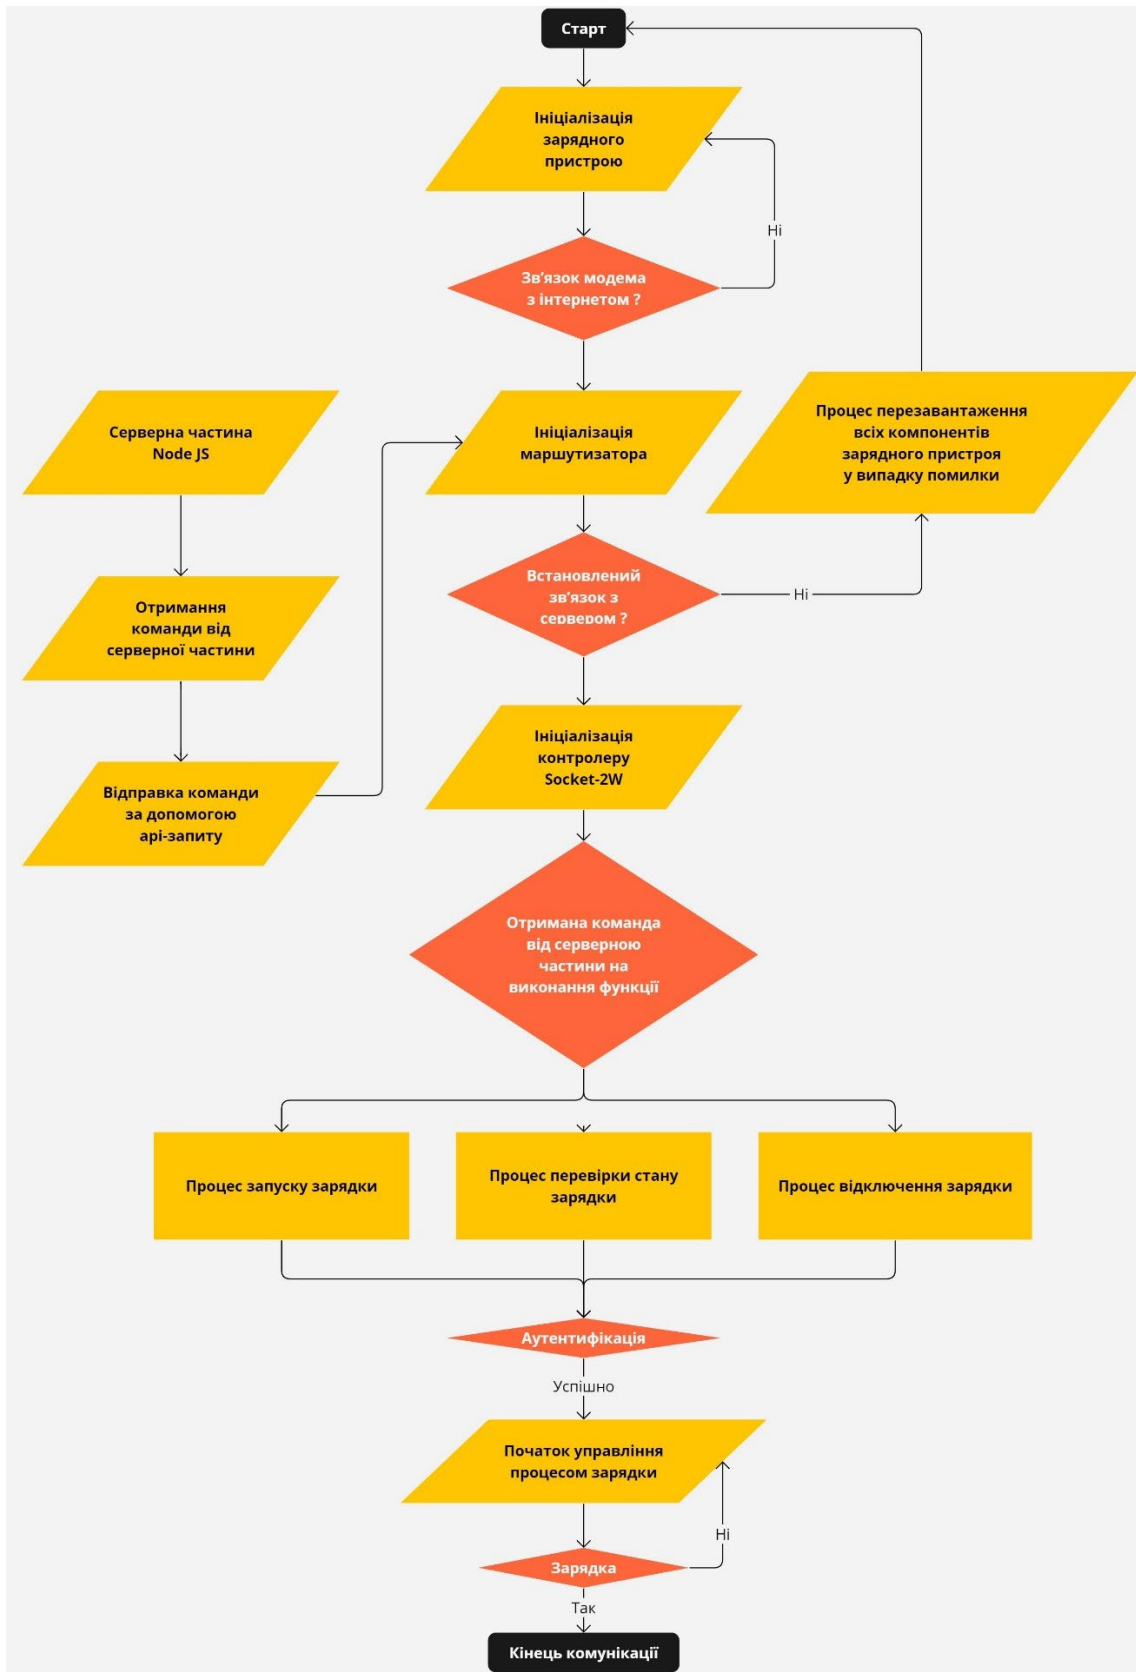 Старт
Ініціалізація
зарядного
пристрою
Ні
Зв’язок модема
з інтернетом ?
Серверна частина
Node JS
Ініціалізація
маршутизатора
Процес перезавантаження
всіх компонентів
зарядного пристроя
у випадку помилки
Встановлений
зв’язок з
сервером ?
Ні
Отримання
команди від
серверної частини
Ініціалізація
контролеру
Socket-2W
Відправка команди
за допомогою
арі-запиту
Отримана команда
від серверною
частини на
виконання функції
Процес запуску зарядки
Процес перевірки стану
зарядки
Процес відключення зарядки
Аутентифікація
Успішно
Початок управління
процесом зарядки
Ні
Зарядка
Так
Кінець комунікації